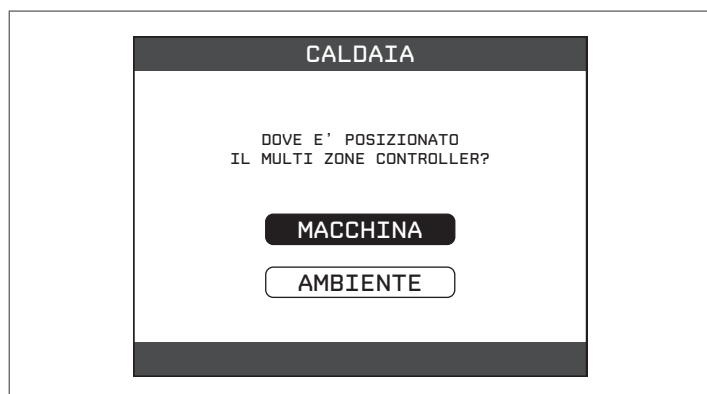 CALDAIA
DOVE E' POSIZIONATO
IL MULTI ZONE CONTROLLER?
MACCHINA
AMBIENTE